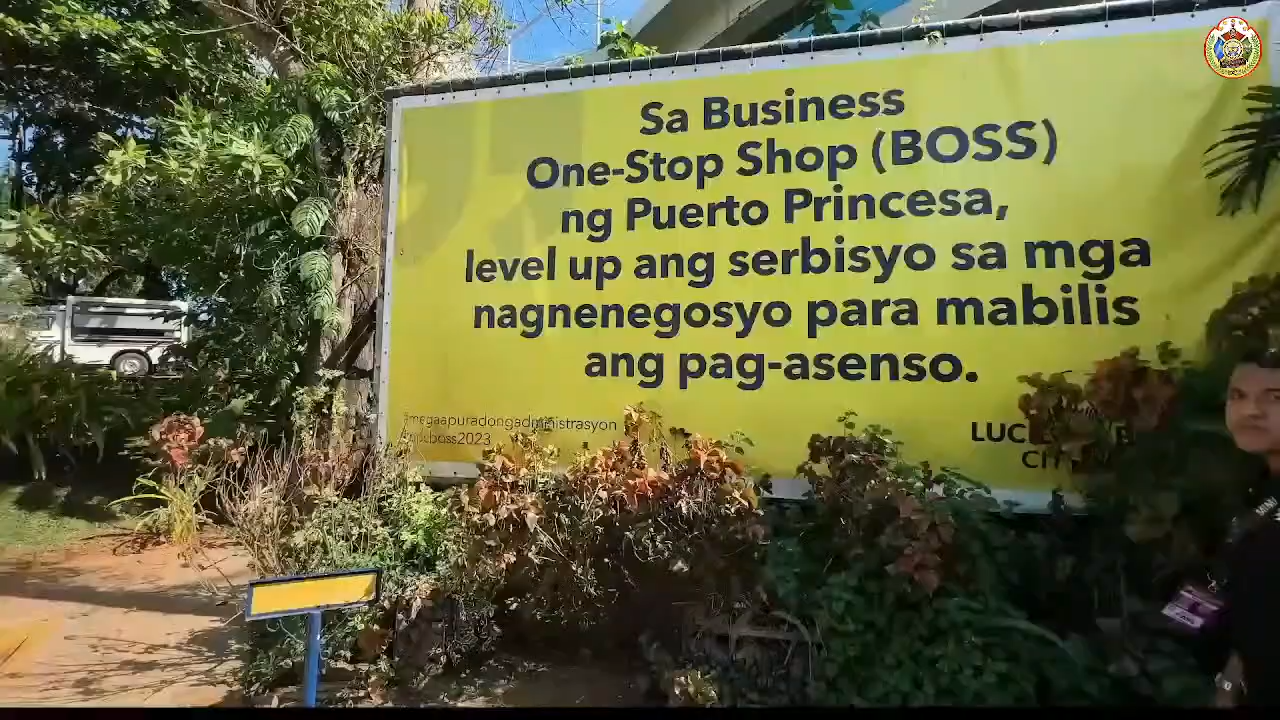 Sa Business
One-Stop Shop (BOSS)
ng Puerto Princesa,
level up ang serbisyo sa mga
nagnenegosyo para mabilis
ang pag-asenso.
#megaapuradongadministrasyon